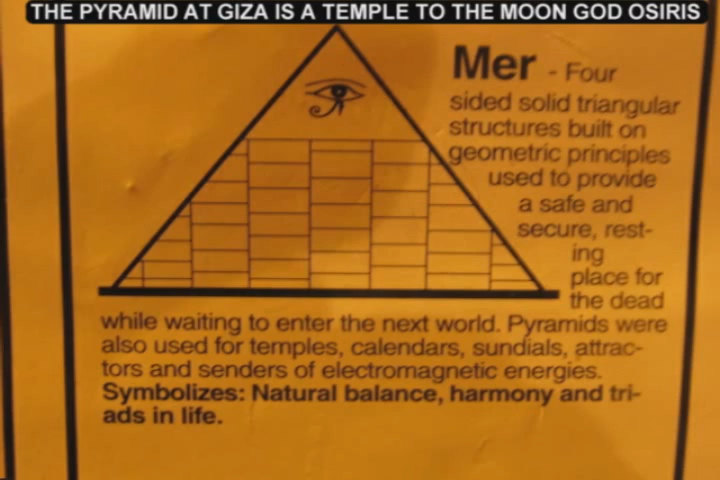 THE PYRAMID AT GIZA IS A TEMPLE TO THE MOON GOD OSIRIS
Mer - Four
sided solid triangular
structures built on
geometric principles
used to provide
a safe and
secure, rest-
ing
place for
the dead
while waiting to enter the next world. Pyramids were
also used for temples, calendars, sundials, attrac-
tors and senders of electromagnetic energies.
Symbolizes: Natural balance, harmony and tri-
ads in life.